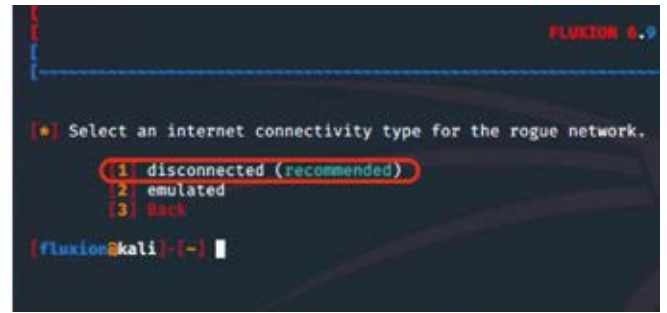 FLUXION 6.9
[*] Select an internet connectivity type for the rogue network.
[1] disconnected (recommended)
[2] emulated
[3] Back
[fluxion@kali]-[~]